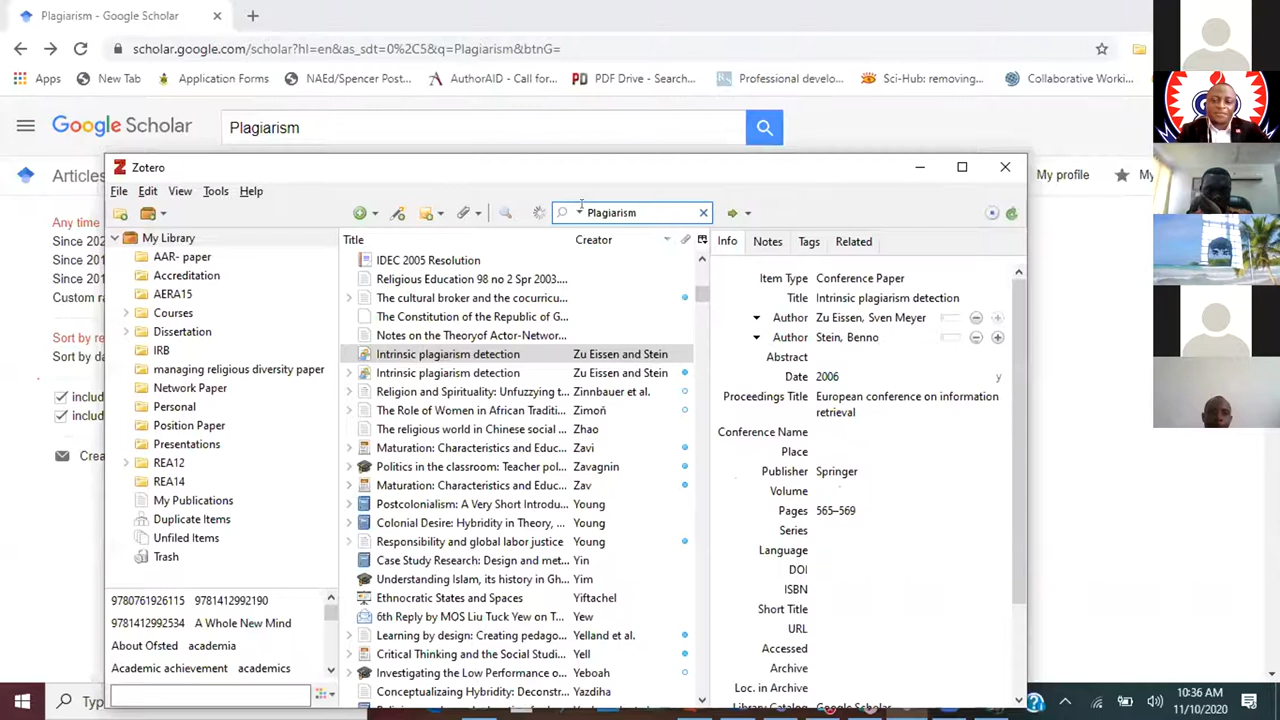 Plagiarism - Google Scholar
scholar.google.com/scholar?hl=en&as_sdt=0%2C5&q=Plagiarism&btnG=
Apps New Tab Application Forms NAEd/Spencer Post... AuthorAID - Call for... PDF Drive - Search... Professional develo... Sci-Hub: removing... Collaborative Worki...
Google Scholar Plagiarism
Articles My profile My
Any time
Since 202
Since 201
Since 201
Custom ra
Sort by re
Sort by da
includ
includ
Crea
Zotero
File Edit View Tools Help
Plagiarism
My Library
AAR- paper
Accreditation
AERA15
Courses
Dissertation
IRB
managing religious diversity paper
Network Paper
Personal
Position Paper
Presentations
REA12
REA14
My Publications
Duplicate Items
Unfiled Items
Trash
9780761926115 9781412992190
9781412992534 A Whole New Mind
About Ofsted academia
Academic achievement academics
Title Creator
IDEC 2005 Resolution
Religious Education 98 no 2 Spr 2003....
The cultural broker and the cocurricu...
The Constitution of the Republic of G...
Notes on the Theoryof Actor-Networ...
Intrinsic plagiarism detection Zu Eissen and Stein
Intrinsic plagiarism detection Zu Eissen and Stein
Religion and Spirituality: Unfuzzying t... Zinnbauer et al.
The Role of Women in African Traditi... Zimoń
The religious world in Chinese social ... Zhao
Maturation: Characteristics and Educ... Zavi
Politics in the classroom: Teacher pol... Zavagnin
Maturation: Characteristics and Educ... Zav
Postcolonialism: A Very Short Introdu... Young
Colonial Desire: Hybridity in Theory, ... Young
Responsibility and global labor justice Young
Case Study Research: Design and met... Yin
Understanding Islam, its history in Gh... Yim
Ethnocratic States and Spaces Yiftachel
6th Reply by MOS Liu Tuck Yew on T... Yew
Learning by design: Creating pedago... Yelland et al.
Critical Thinking and the Social Studi... Yell
Investigating the Low Performance o... Yeboah
Conceptualizaing Hybridity: Deconstr... Yazdiha
Info Notes Tags Related
Item Type Conference Paper
Title Intrinsic plagiarism detection
Author Zu Eissen, Sven Meyer
Author Stein, Benno
Abstract
Date 2006 y
Proceedings Title European conference on information
retrieval
Conference Name
Place
Publisher Springer
Volume
Pages 565–569
Series
Language
DOI
ISBN
Short Title
URL
Accessed
Archive
Loc. in Archive
Library Catalog Google Scholar
Typ
10:36 AM
11/10/2020